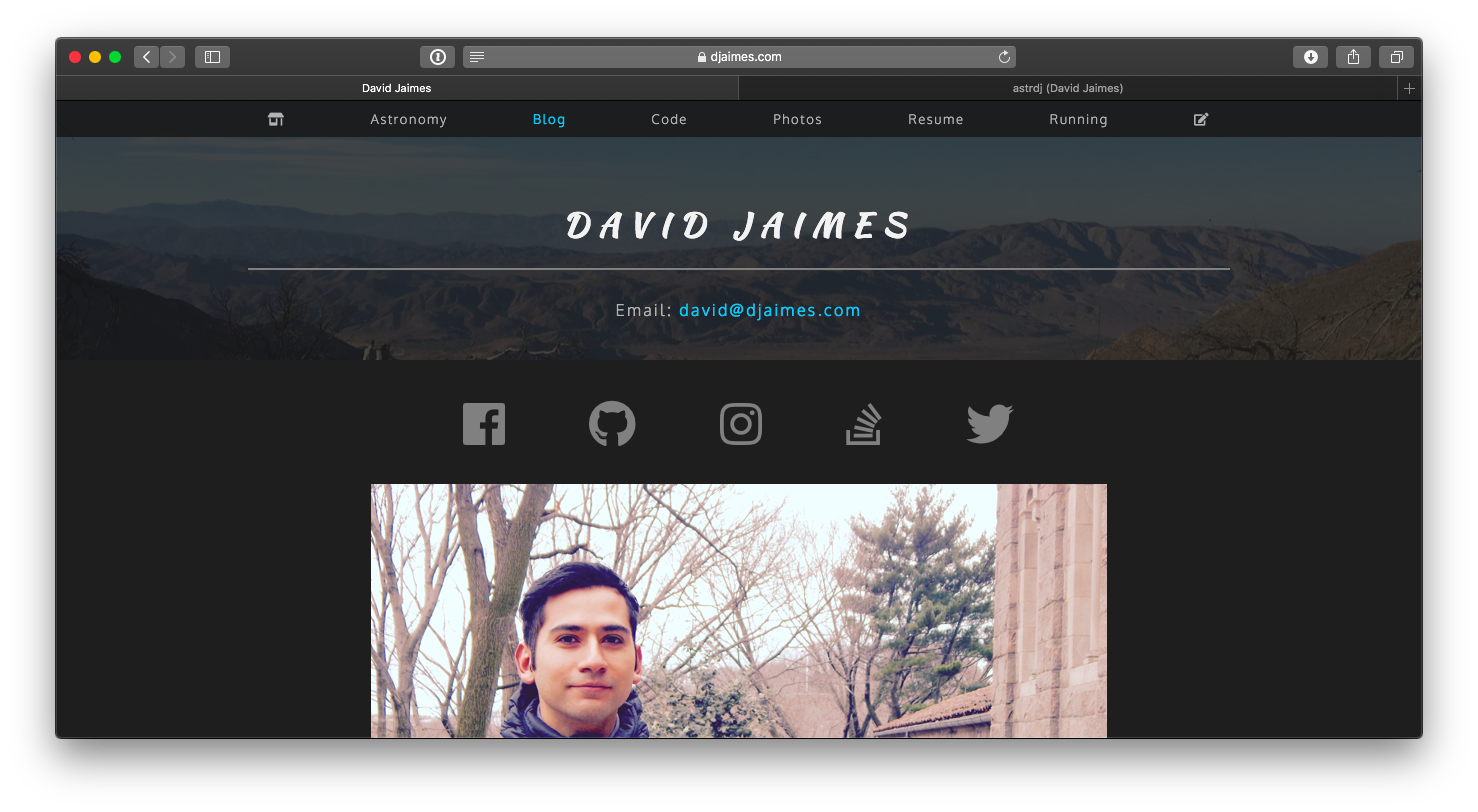 djaimes.com
David Jaimes
astrdj (David Jaimes)
Astronomy Blog Code Photos Resume Running
DAVID JAIMES
Email: david@djaimes.com